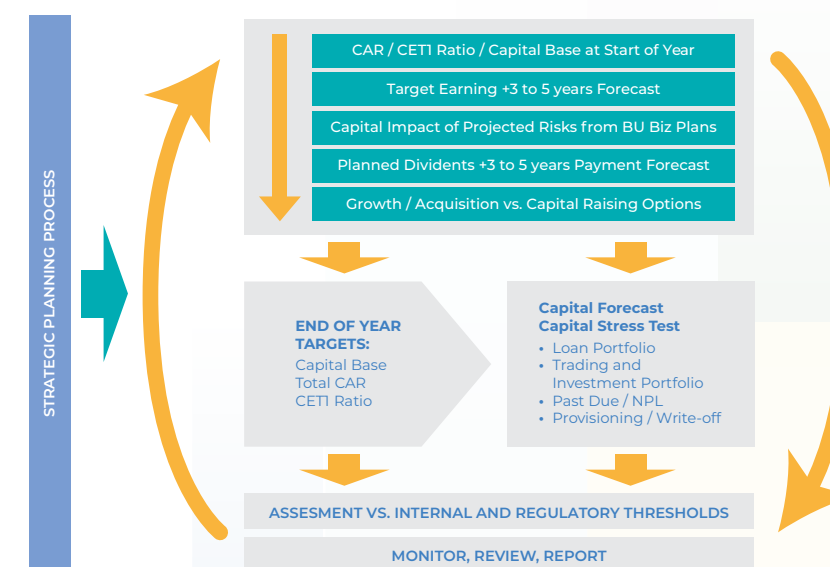 STRATEGIC PLANNING PROCESS
CAR / CET1 Ratio / Capital Base at Start of Year
Target Earning +3 to 5 years Forecast
Capital Impact of Projected Risks from BU Biz Plans
Planned Dividends +3 to 5 years Payment Forecast
Growth / Acquisition vs. Capital Raising Options
END OF YEAR
TARGETS:
Capital Base
Total CAR
CET1 Ratio
Capital Forecast
Capital Stress Test
• Loan Portfolio
• Trading and
Investment Portfolio
• Past Due / NPL
• Provisioning / Write-off
ASSESMENT VS. INTERNAL AND REGULATORY THRESHOLDS
MONITOR, REVIEW, REPORT